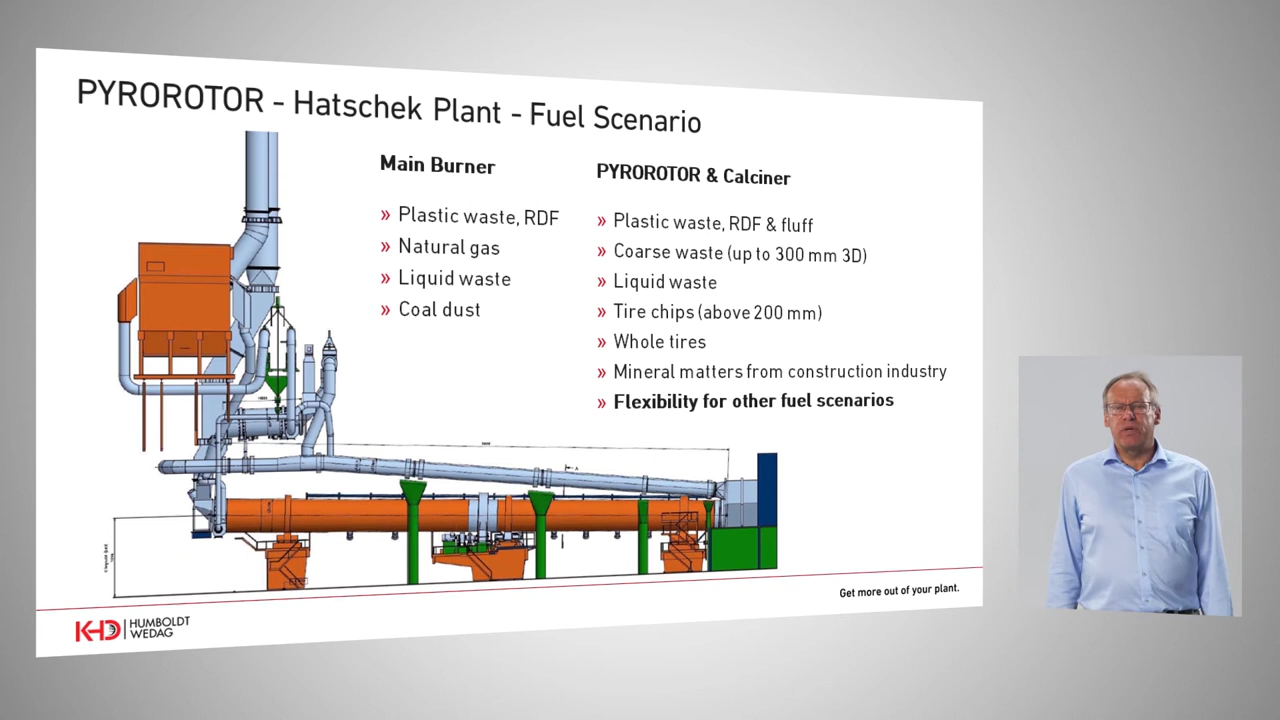 PYROROTOR - Hatschek Plant - Fuel Scenario
Main Burner
» Plastic waste, RDF
» Natural gas
» Liquid waste
» Coal dust
PYROROTOR & Calciner
» Plastic waste, RDF & fluff
» Coarse waste (up to 300 mm 3D)
» Liquid waste
» Tire chips (above 200 mm)
» Whole tires
» Mineral matters from construction industry
» Flexibility for other fuel scenarios
Get more out of your plant.
KHD
HUMBOLDT
WEDAG